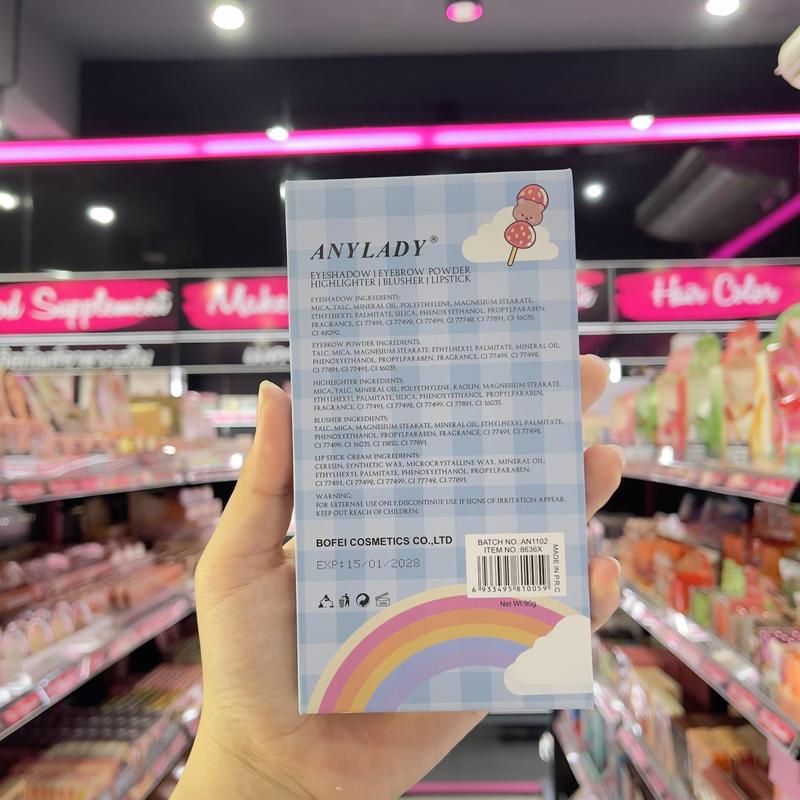 Food Supplement
Hair Color
ANYLADY®
EYESHADOW | EYEBROW POWDER
HIGHLIGHTER | BLUSHER | LIPSTICK
EYESHADOW INGREDIENTS:
MICA, TALC, MINERAL OIL, POLYETHYLENE, MAGNESIUM STEARATE,
ETHYLHEXYL PALMITATE, SILICA, PHENOXYETHANOL, PROPYLPARABEN,
FRAGRANCE, CI 77491, CI 77492, CI 77499, CI 77742, CI 77891, CI 16035,
CI 42090.
EYEBROW POWDER INGREDIENTS:
TALC, MICA, MAGNESIUM STEARATE, ETHYLHEXYL PALMITATE, MINERAL OIL,
PHENOXYETHANOL, PROPYLPARABEN, FRAGRANCE, CI 77499, CI 77492,
CI 77891, CI 77491, CI 16035.
HIGHLIGHTER INGREDIENTS:
MICA, TALC, MINERAL OIL, POLYETHYLENE, KAOLIN, MAGNESIUM STEARATE,
ETHYLHEXYL PALMITATE, SILICA, PHENOXYETHANOL, PROPYLPARABEN,
FRAGRANCE, CI 77491, CI 77492, CI 77499, CI 77891, CI 16035.
BLUSHER INGREDIENTS:
TALC, MICA, MAGNESIUM STEARATE, MINERAL OIL, ETHYLHEXYL PALMITATE,
PHENOXYETHANOL, PROPYLPARABEN, FRAGRANCE, CI 77491, CI 77492,
CI 77499, CI 16035, CI 15850, CI 77891.
LIP STICK CREAM INGREDIENTS:
CERESIN, SYNTHETIC WAX, MICROCRYSTALLINE WAX, MINERAL OIL,
ETHYLHEXYL PALMITATE, PHENOXYETHANOL, PROPYLPARABEN,
CI 77491, CI 77499, CI 77492, CI 77891.
WARNING:
FOR EXTERNAL USE ONLY.DISCONTINUE USE IF SIGNS OF IRRITATION APPEAR.
KEEP OUT REACH OF CHILDREN.
BOFEI COSMETICS CO.,LTD
EXP:15/01/2028
BATCH NO.:AN1102
ITEM NO.:8636X
MADE IN P.R.C
6 933495 810059
Net Wt:90g